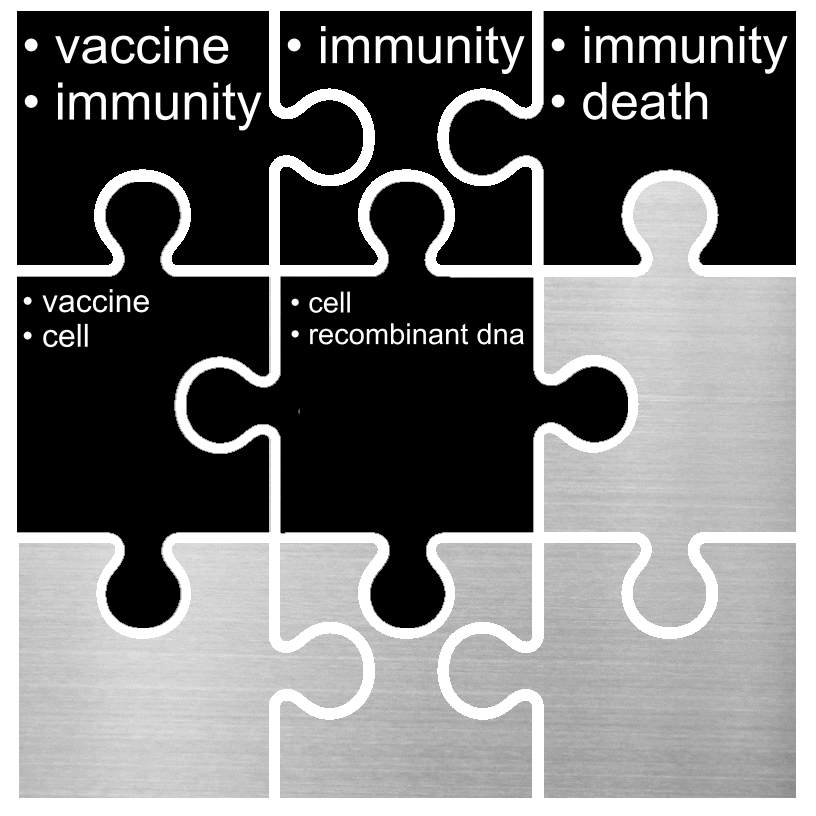 • vaccine
• immunity
• immunity
• immunity
• death
• vaccine
• cell
• cell
• recombinant dna